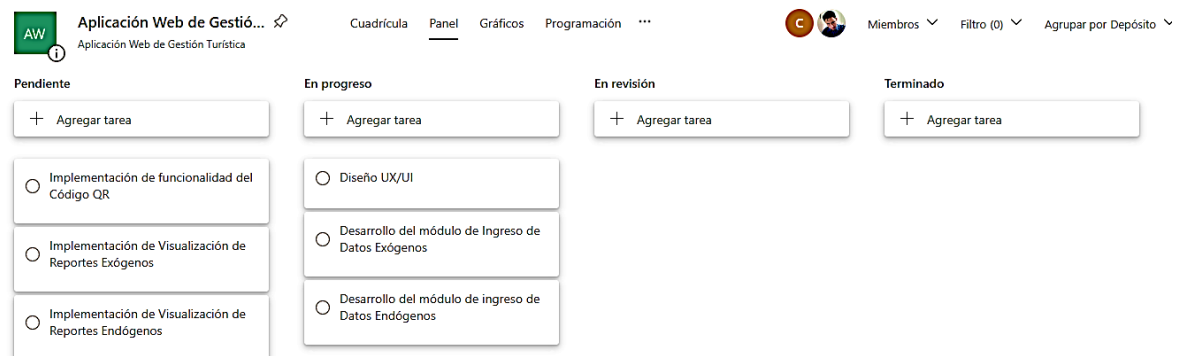 AW
Aplicación Web de Gestió...
Aplicación Web de Gestión Turística
Cuadrícula
Panel
Gráficos
Programación
...
C
Miembros
Filtro (0)
Agrupar por Depósito
Pendiente
Agregar tarea
Implementación de funcionalidad del
Código QR
Implementación de Visualización de
Reportes Exógenos
Implementación de Visualización de
Reportes Endógenos
En progreso
Agregar tarea
Diseño UX/UI
Desarrollo del módulo de Ingreso de
Datos Exógenos
Desarrollo del módulo de ingreso de
Datos Endógenos
En revisión
Agregar tarea
Terminado
Agregar tarea